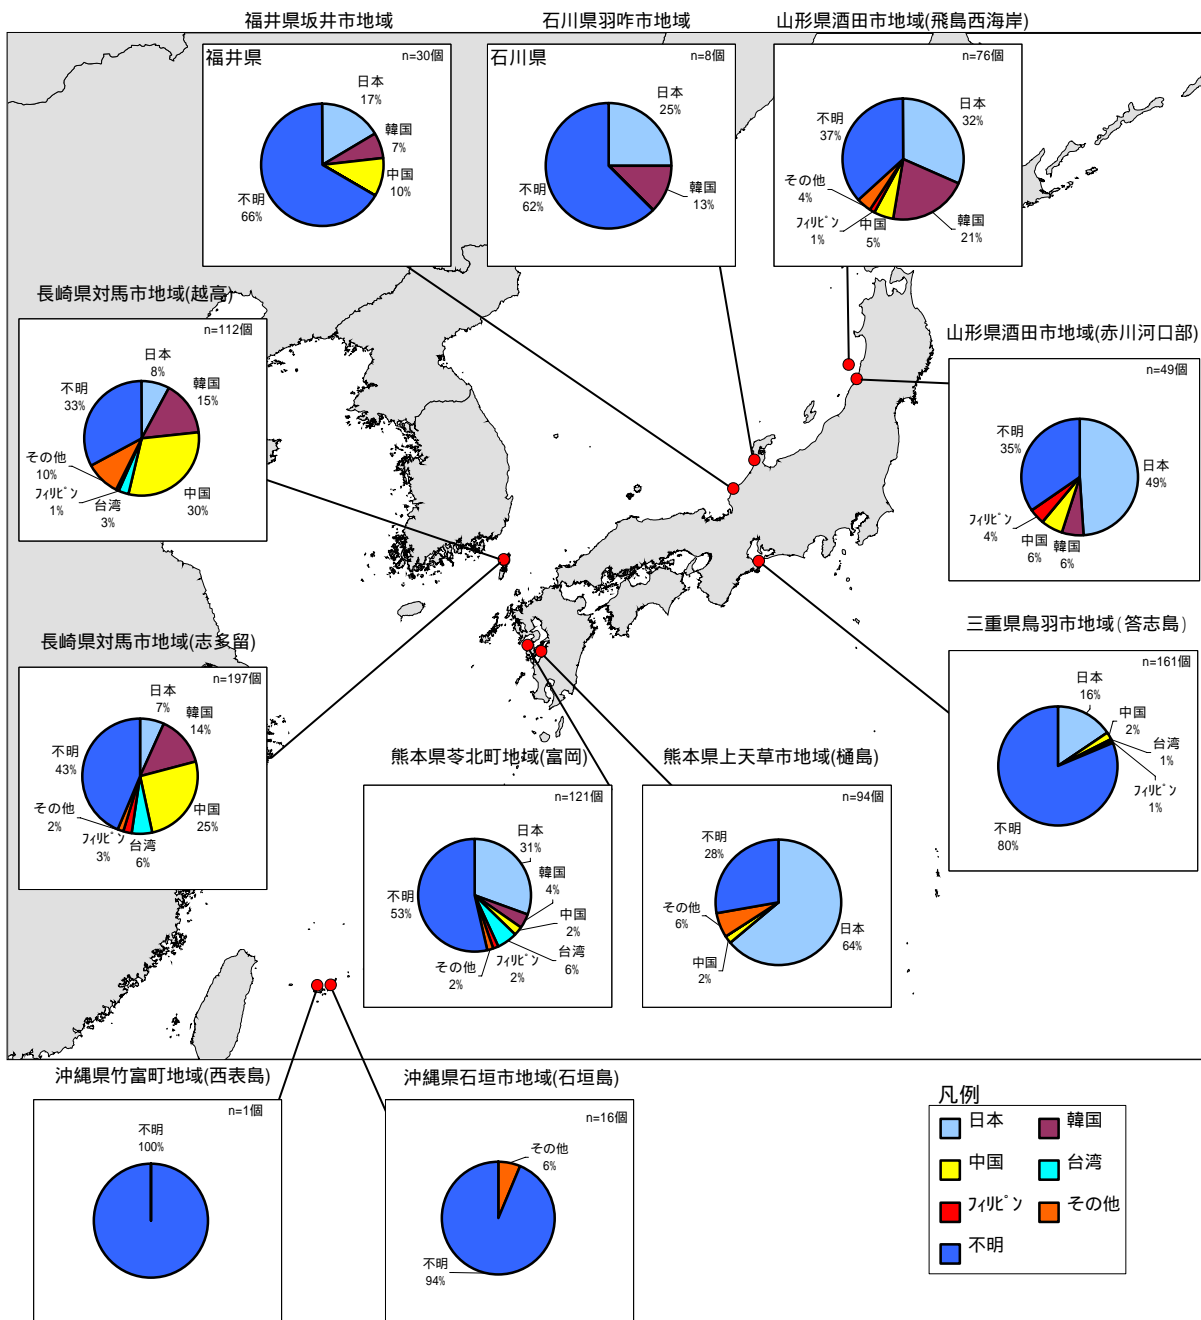 福井県坂井市地域
石川県羽咋市地域
山形県酒田市地域(飛島西海岸)
福井県
n=30個
日本
17%
韓国
7%
中国
10%
不明
66%
石川県
n=8個
日本
25%
韓国
13%
不明
62%
n=76個
日本
32%
韓国
21%
中国
5%
フィリピン
1%
その他
4%
不明
37%
長崎県対馬市地域(越高)
n=112個
日本
8%
韓国
15%
中国
30%
台湾
3%
フィリピン
1%
その他
10%
不明
33%
山形県酒田市地域(赤川河口部)
n=49個
日本
49%
韓国
6%
中国
6%
フィリピン
4%
不明
35%
長崎県対馬市地域(志多留)
n=197個
日本
7%
韓国
14%
中国
25%
台湾
6%
フィリピン
3%
その他
2%
不明
43%
三重県鳥羽市地域(答志島)
n=161個
日本
16%
中国
2%
台湾
1%
フィリピン
1%
不明
80%
熊本県苓北町地域(富岡)
n=121個
日本
31%
韓国
4%
中国
2%
台湾
6%
フィリピン
2%
その他
2%
不明
53%
熊本県上天草市地域(樋島)
n=94個
日本
64%
中国
2%
その他
6%
不明
28%
沖縄県竹富町地域(西表島)
n=1個
不明
100%
沖縄県石垣市地域(石垣島)
n=16個
その他
6%
不明
94%
凡例
日本
韓国
中国
台湾
フィリピン
その他
不明